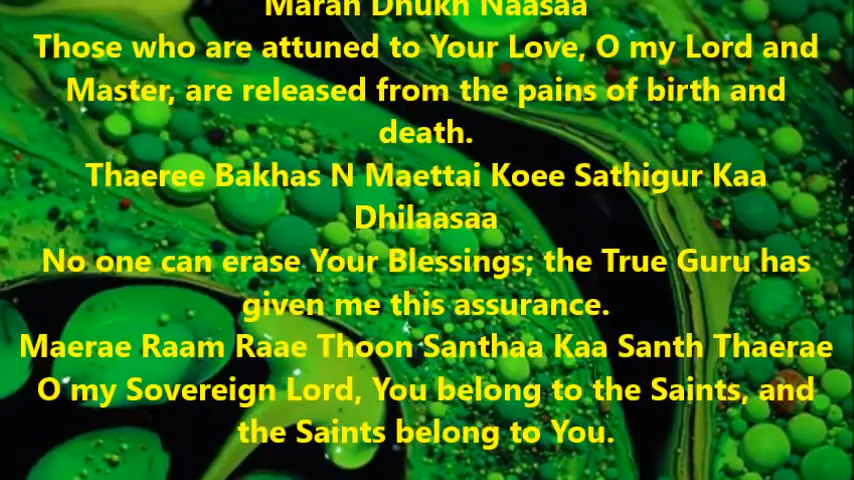 Maran Dhukh Naasaa
Those who are attuned to Your Love, O my Lord and
Master, are released from the pains of birth and
death.
Thaeree Bakhas N Maettai Koee Sathigur Kaa
Dhilaasaa
No one can erase Your Blessings; the True Guru has
given me this assurance.
Maerae Raam Raae Thoon Santhaa Kaa Santh Thaerae
O my Sovereign Lord, You belong to the Saints, and
the Saints belong to You.